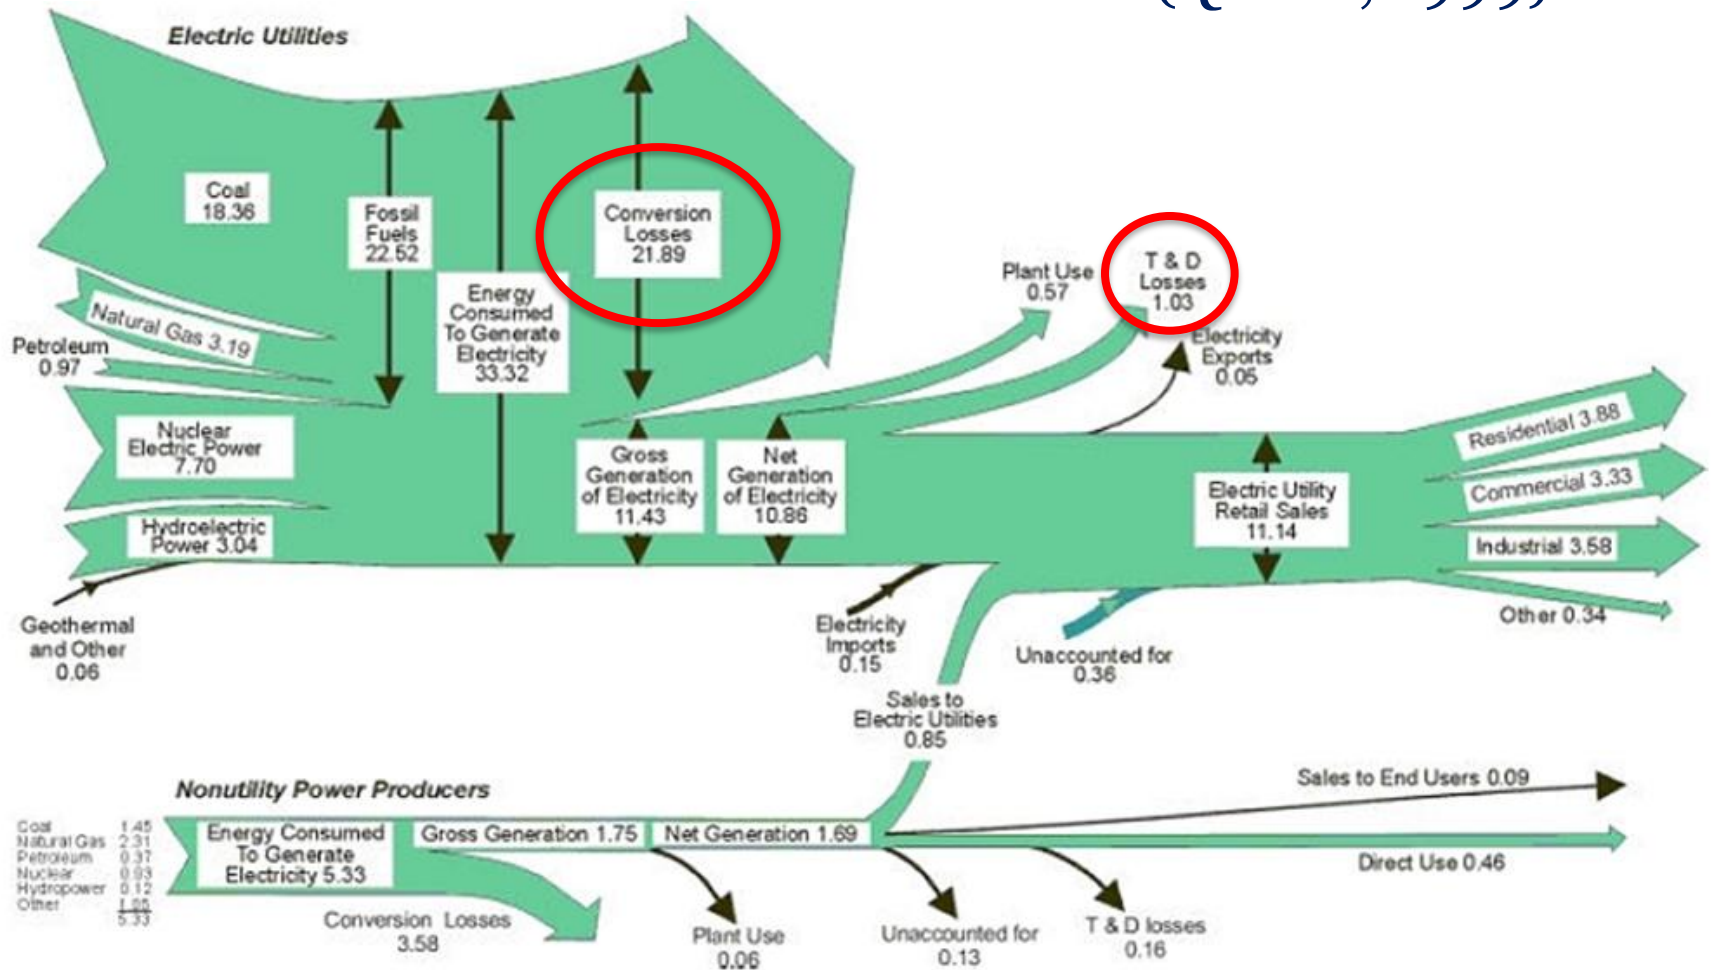 Electric Utilities
Coal
18.36
Fossil
Fuels
22.52
Conversion
Losses
21.89
Energy
Consumed
To Generate
Electricity
33.32
Natural Gas 3.19
Petroleum
0.97
Nuclear
Electric Power
7.70
Hydroelectric
Power 3.04
Geothermal
and Other
0.06
Gross
Generation
of Electricity
11.43
Net
Generation
of Electricity
10.86
Plant Use
0.57
T & D
Losses
1.03
Electricity
Exports
0.05
Electric Utility
Retail Sales
11.14
Residential 3.88
Commercial 3.33
Industrial 3.58
Other 0.34
Electricity
Imports
0.15
Unaccounted for
0.36
Sales to
Electric Utilities
0.85
Nonutility Power Producers
Coal 1.45
Natural Gas 2.31
Petroleum 0.37
Nuclear
Hydropower 0.12
Other
5.33
Energy Consumed
To Generate
Electricity 5.33
Gross Generation 1.75
Net Generation 1.69
Sales to End Users 0.09
Direct Use 0.46
Conversion Losses
3.58
Plant Use
0.06
Unaccounted for
0.13
T & D losses
0.16